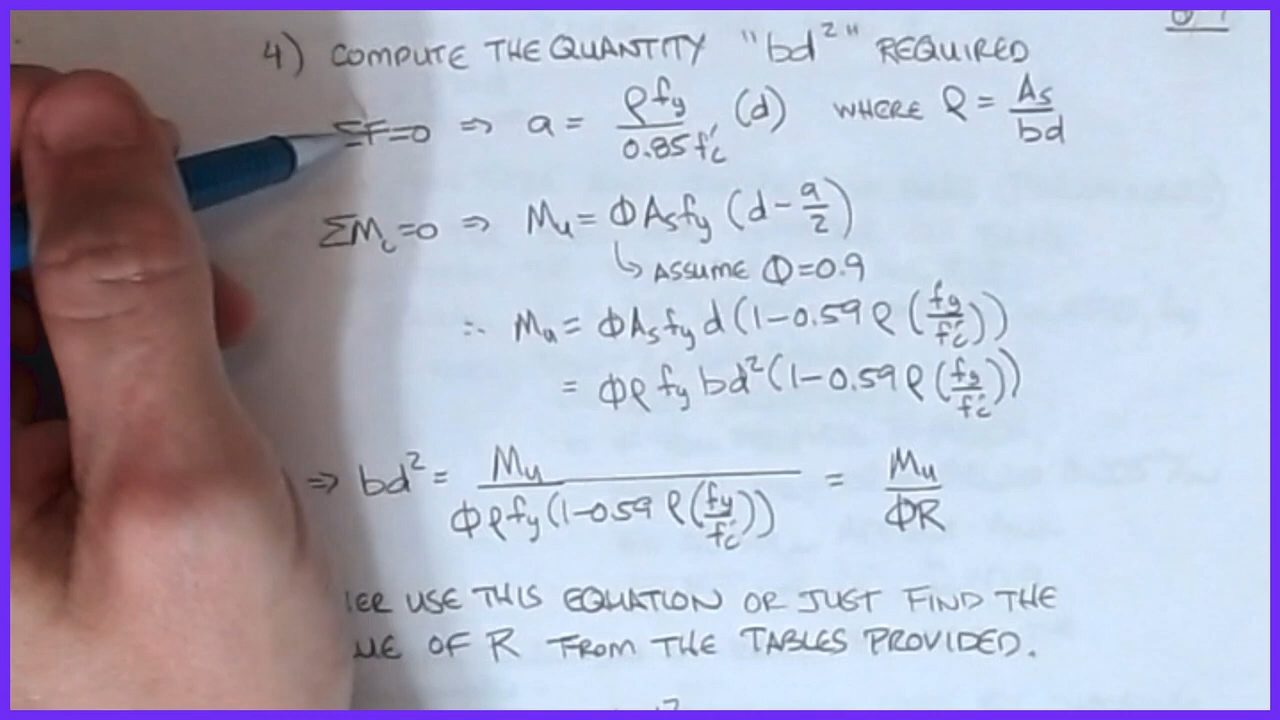 4) COMPUTE THE QUANTITY "bd²" REQUIRED
ΣF=0 ⇒ a = ρfy / 0.85f'c (d) WHERE ρ = As / bd
ΣMc=0 ⇒ Mu = ΦAsfy (d - a/2)
↳ ASSUME Φ=0.9
∴ Mu = ΦAsfy d (1-0.59 ρ (fy/f'c))
= Φρ fy bd² (1-0.59 ρ (fy/f'c))
⇒ bd² = Mu / Φρfy (1-0.59 ρ (fy/f'c)) = Mu / ΦR
USE THIS EQUATION OR JUST FIND THE
OF R FROM THE TABLES PROVIDED.